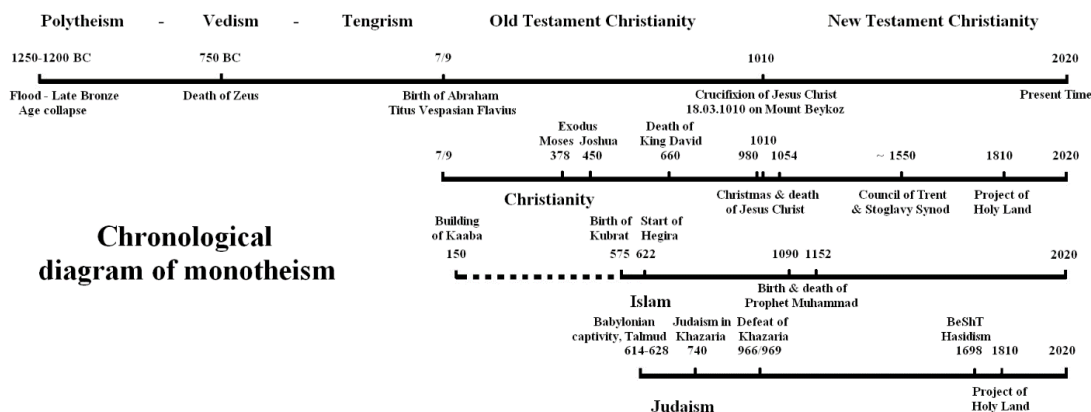 Polytheism - Vedism - Tengrism Old Testament Christianity New Testament Christianity
1250-1200 BC 750 BC 7/9 1010 2020
Flood - Late Bronze Death of Zeus Birth of Abraham Crucifixion of Jesus Christ Present Time
Age collapse Titus Vespasian Flavius 18.03.1010 on Mount Beykoz
Exodus Death of
Moses Joshua King David 1010
7/9 378 450 660 980 1054 ~ 1550 1810 2020
Christmas & death Council of Trent Project of
Christianity of Jesus Christ & Stoglavy Synod Holy Land
Building Birth of Start of
of Kaaba Kubrat Hegira
150 575 622 1090 1152 2020
Chronological
diagram of monotheism
Birth & death of
Islam Prophet Muhammad
Babylonian Judaism in Defeat of BeShT
captivity, Talmud Khazaria Khazaria Hasidism
614-628 740 966/969 1698 1810 2020
Project of
Judaism Holy Land